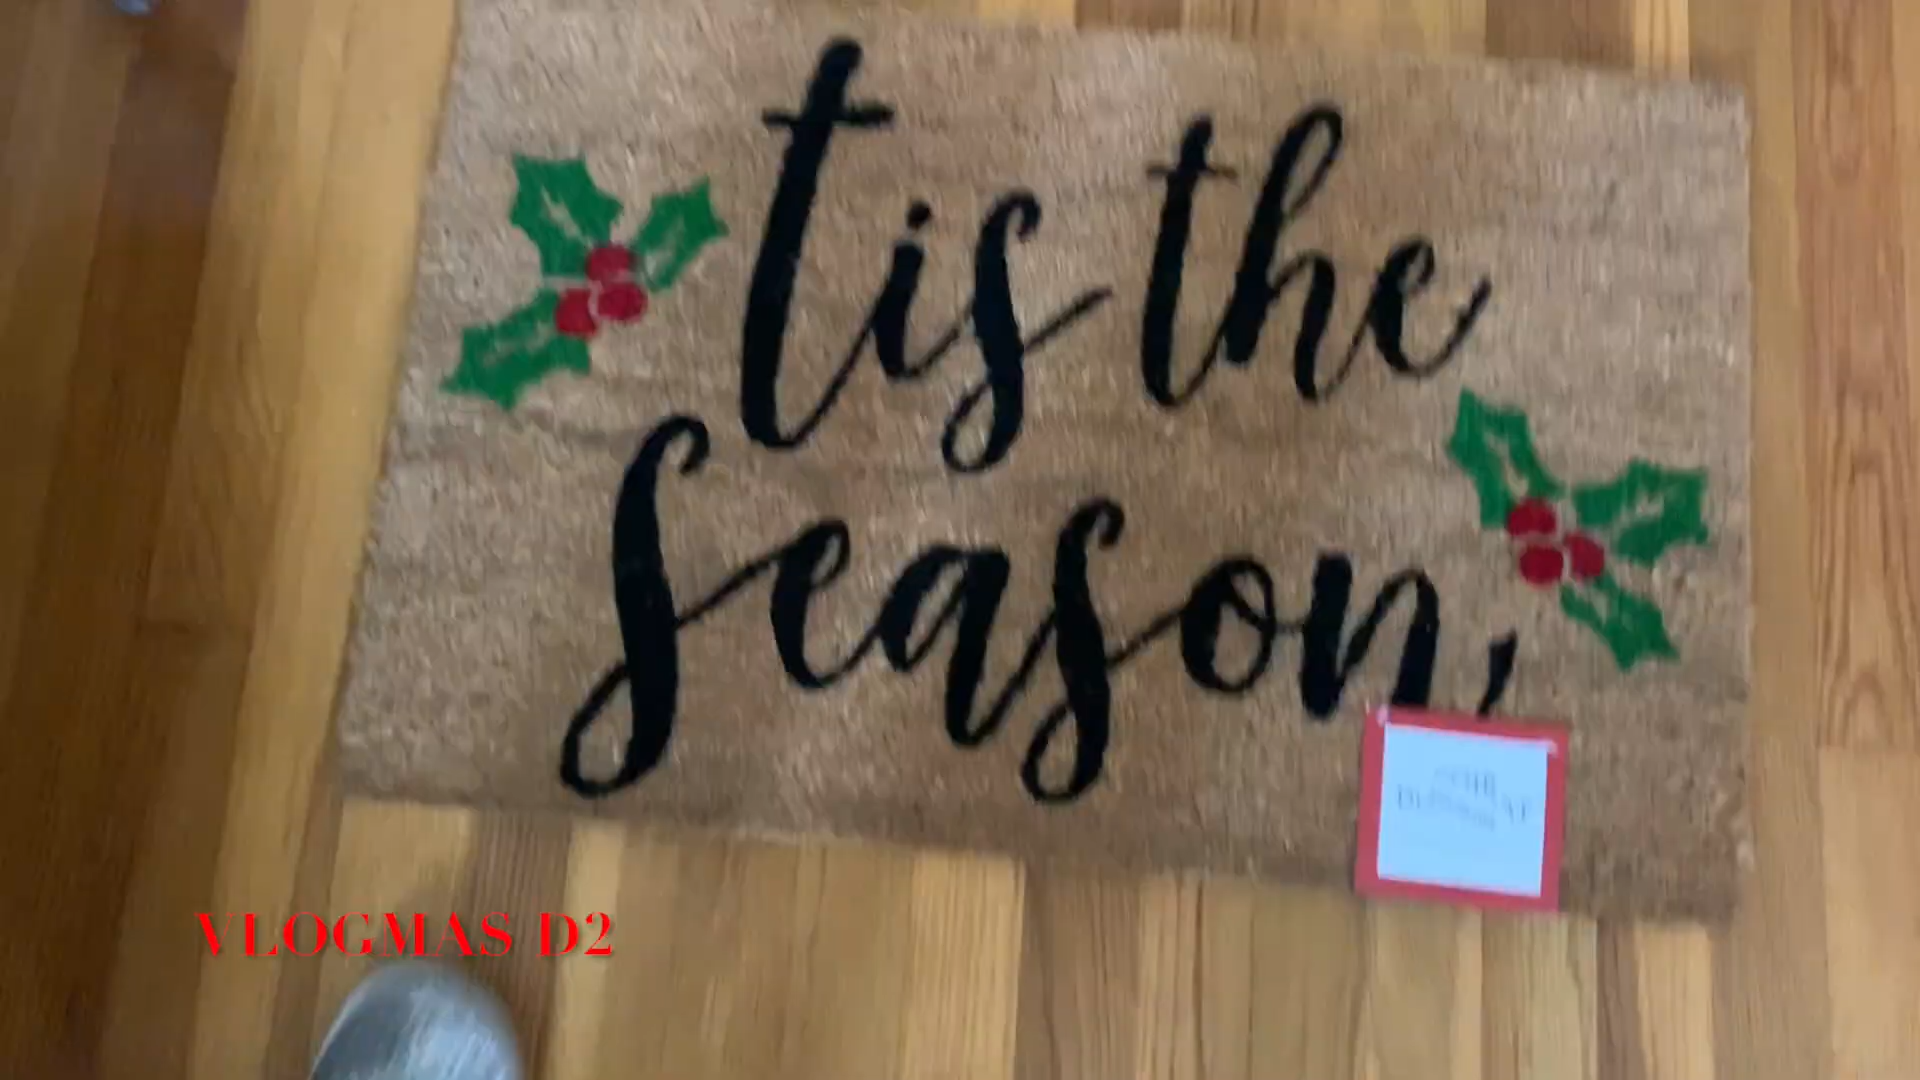 tis the
season,
VLOGMAS D2